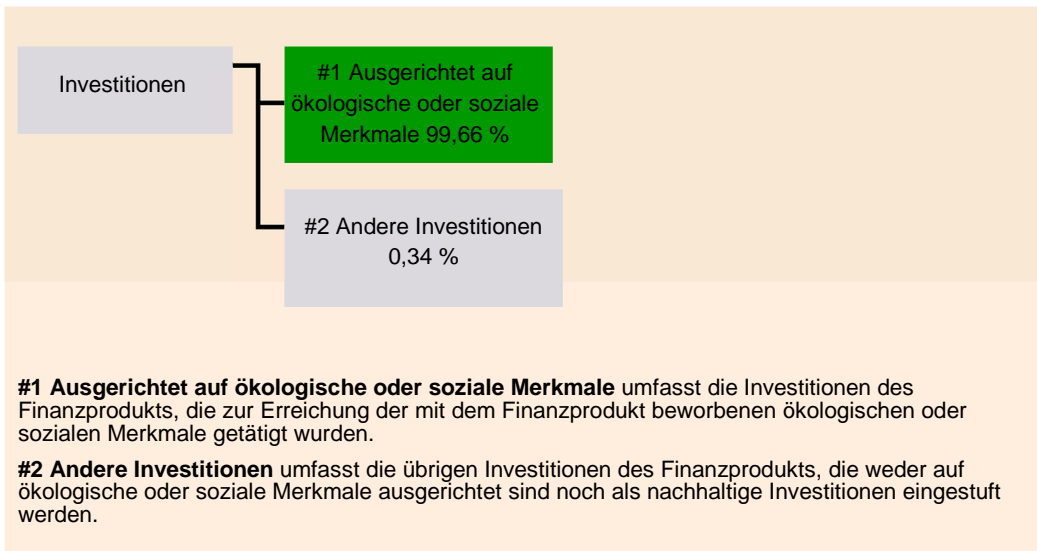 Investitionen
#1 Ausgerichtet auf
ökologische oder soziale
Merkmale 99,66 %
#2 Andere Investitionen
0,34 %
#1 Ausgerichtet auf ökologische oder soziale Merkmale umfasst die Investitionen des
Finanzprodukts, die zur Erreichung der mit dem Finanzprodukt beworbenen ökologischen oder
sozialen Merkmale getätigt wurden.
#2 Andere Investitionen umfasst die übrigen Investitionen des Finanzprodukts, die weder auf
ökologische oder soziale Merkmale ausgerichtet sind noch als nachhaltige Investitionen eingestuft
werden.